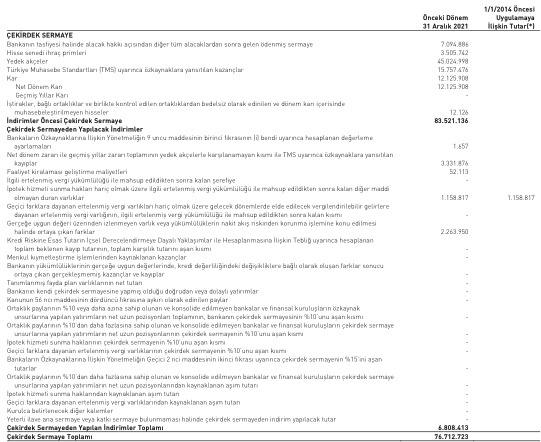 1/1/2014 Öncesi
Önceki Dönem Uygulamaya
31 Aralık 2021 İlişkin Tutar(*)
ÇEKİRDEK SERMAYE
Bankanın tasfiyesi halinde alacak hakkı açısından diğer tüm alacaklardan sonra gelen ödenmiş sermaye 7.094.886
Hisse senedi ihraç primleri 3.505.742
Yedek akçeler 45.024.998
Türkiye Muhasebe Standartları (TMS) uyarınca özkaynaklara yansıtılan kazançlar 15.757.476
Kar 12.125.908
Net Dönem Karı 12.125.908
Geçmiş Yıllar Karı -
İştirakler, bağlı ortaklıklar ve birlikte kontrol edilen ortaklıklardan bedelsiz olarak edinilen ve dönem karı içerisinde
muhasebeleştirilmeyen hisseler 12.126
İndirimler Öncesi Çekirdek Sermaye 83.521.136
Çekirdek Sermayeden Yapılacak İndirimler
Bankaların Özkaynaklarına İlişkin Yönetmeliğin 9 uncu maddesinin birinci fıkrasının (i) bendi uyarınca hesaplanan değerleme
ayarlamaları 1.657
Net dönem zararı ile geçmiş yıllar zararı toplamının yedek akçelerle karşılanamayan kısmı ile TMS uyarınca özkaynaklara yansıtılan
kayıplar 3.331.876
Faaliyet kiralaması geliştirme maliyetleri 52.113
İlgili ertelenmiş vergi yükümlülüğü ile mahsup edildikten sonra kalan şerefiye -
İpotek hizmeti sunma hakları hariç olmak üzere ilgili ertelenmiş vergi yükümlülüğü ile mahsup edildikten sonra kalan diğer maddi
olmayan duran varlıklar 1.158.817 1.158.817
Geçici farklara dayanan ertelenmiş vergi varlıkları hariç olmak üzere gelecek dönemlerde elde edilecek vergilendirilebilir gelirlere
dayanan ertelenmiş vergi varlığının, ilgili ertelenmiş vergi yükümlülüğü ile mahsup edildikten sonra kalan kısmı -
Gerçeğe uygun değeri üzerinden izlenmeyen varlık veya yükümlülüklerin nakit akış riskinden korunma işlemine konu edilmesi
halinde ortaya çıkan farklar 2.263.950
Kredi Riskine Esas Tutarın İçsel Derecelendirmeye Dayalı Yaklaşımlar ile Hesaplanmasına İlişkin Tebliğ uyarınca hesaplanan
toplam beklenen kayıp tutarının, toplam karşılık tutarını aşan kısmı -
Menkul kıymetleştirme işlemlerinden kaynaklanan kazançlar -
Bankanın yükümlülüklerinin gerçeğe uygun değerlerinde, kredi değerliliğindeki değişikliklere bağlı olarak oluşan farklar sonucu
ortaya çıkan gerçekleşmemiş kazançlar ve kayıplar -
Tanımlanmış fayda plan varlıklarının net tutarı -
Bankanın kendi çekirdek sermayesine yapmış olduğu doğrudan veya dolaylı yatırımlar -
Kanunun 56 ncı maddesinin dördüncü fıkrasına aykırı olarak edinilen paylar -
Ortaklık paylarının %10 veya daha azına sahip olunan ve konsolide edilmeyen bankalar ve finansal kuruluşların özkaynak
unsurlarına yapılan yatırımların net uzun pozisyonları toplamının, bankanın çekirdek sermayesinin %10'unu aşan kısmı -
Ortaklık paylarının %10'dan daha fazlasına sahip olunan ve konsolide edilmeyen bankalar ve finansal kuruluşların çekirdek sermaye
unsurlarına yapılan yatırımların net uzun pozisyonlarının çekirdek sermayenin %10'unu aşan kısmı -
İpotek hizmeti sunma haklarının çekirdek sermayenin %10'unu aşan kısmı -
Geçici farklara dayanan ertelenmiş vergi varlıklarının çekirdek sermayenin %10'unu aşan kısmı -
Bankaların Özkaynaklarına İlişkin Yönetmeliğin Geçici 2 nci maddesinin ikinci fıkrası uyarınca çekirdek sermayenin %15'ini aşan
tutarlar -
Ortaklık paylarının %10'dan daha fazlasına sahip olunan ve konsolide edilmeyen bankalar ve finansal kuruluşların çekirdek sermaye
unsurlarına yapılan yatırımların net uzun pozisyonlarından kaynaklanan aşım tutarı -
İpotek hizmeti sunma haklarından kaynaklanan aşım tutarı -
Geçici farklara dayanan ertelenmiş vergi varlıklarından kaynaklanan aşım tutarı -
Kurulca belirlenecek diğer kalemler -
Yeterli ilave ana sermaye veya katkı sermaye bulunmaması halinde çekirdek sermayeden indirim yapılacak tutar -
Çekirdek Sermayeden Yapılan İndirimler Toplamı 6.808.413
Çekirdek Sermaye Toplamı 76.712.723